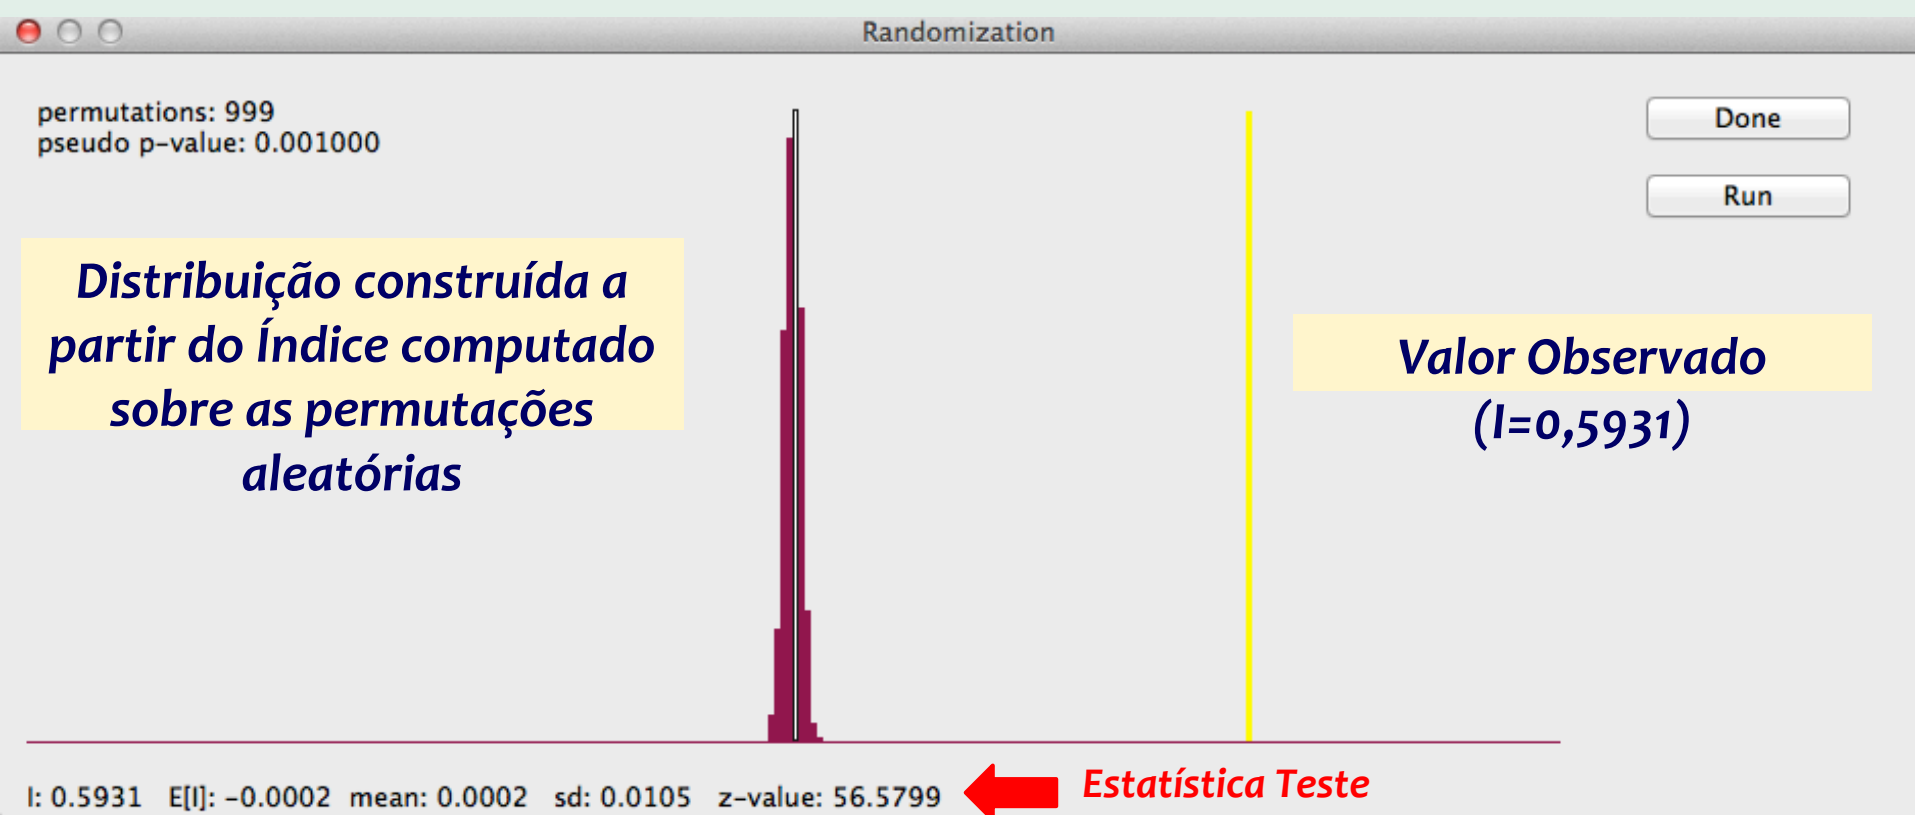 Randomization
permutations: 999
pseudo p-value: 0.001000
Done
Run
Distribuição construída a
partir do Índice computado
sobre as permutações
aleatórias
Valor Observado
(I=0,5931)
I: 0.5931 E[I]: -0.0002 mean: 0.0002 sd: 0.0105 z-value: 56.5799
Estatística Teste